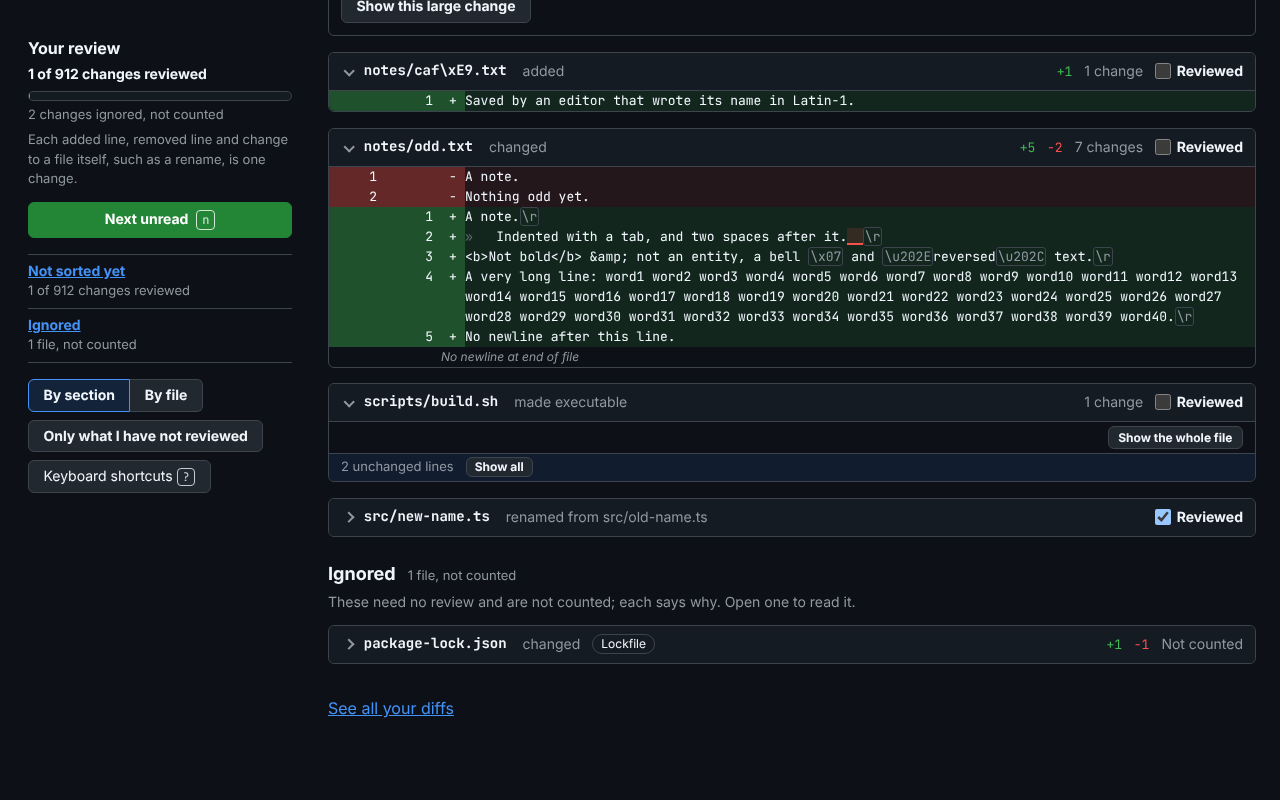 Your review
1 of 912 changes reviewed
2 changes ignored, not counted
Each added line, removed line and change
to a file itself, such as a rename, is one
change.
Next unread n
Not sorted yet
1 of 912 changes reviewed
Ignored
1 file, not counted
By section By file
Only what I have not reviewed
Keyboard shortcuts ?
Show this large change
notes/caf\xE9.txt added +1 1 change Reviewed
1 + Saved by an editor that wrote its name in Latin-1.
notes/odd.txt changed +5 -2 7 changes Reviewed
1 - A note.
2 - Nothing odd yet.
1 + A note.\r
2 + » Indented with a tab, and two spaces after it. \r
3 + <b>Not bold</b> &amp; not an entity, a bell \x07 and \u202Ereversed\u202C text.\r
4 + A very long line: word1 word2 word3 word4 word5 word6 word7 word8 word9 word10 word11 word12 word13
word14 word15 word16 word17 word18 word19 word20 word21 word22 word23 word24 word25 word26 word27
word28 word29 word30 word31 word32 word33 word34 word35 word36 word37 word38 word39 word40.\r
5 + No newline after this line.
No newline at end of file
scripts/build.sh made executable 1 change Reviewed
Show the whole file
2 unchanged lines Show all
src/new-name.ts renamed from src/old-name.ts Reviewed
Ignored 1 file, not counted
These need no review and are not counted; each says why. Open one to read it.
package-lock.json changed Lockfile +1 -1 Not counted
See all your diffs